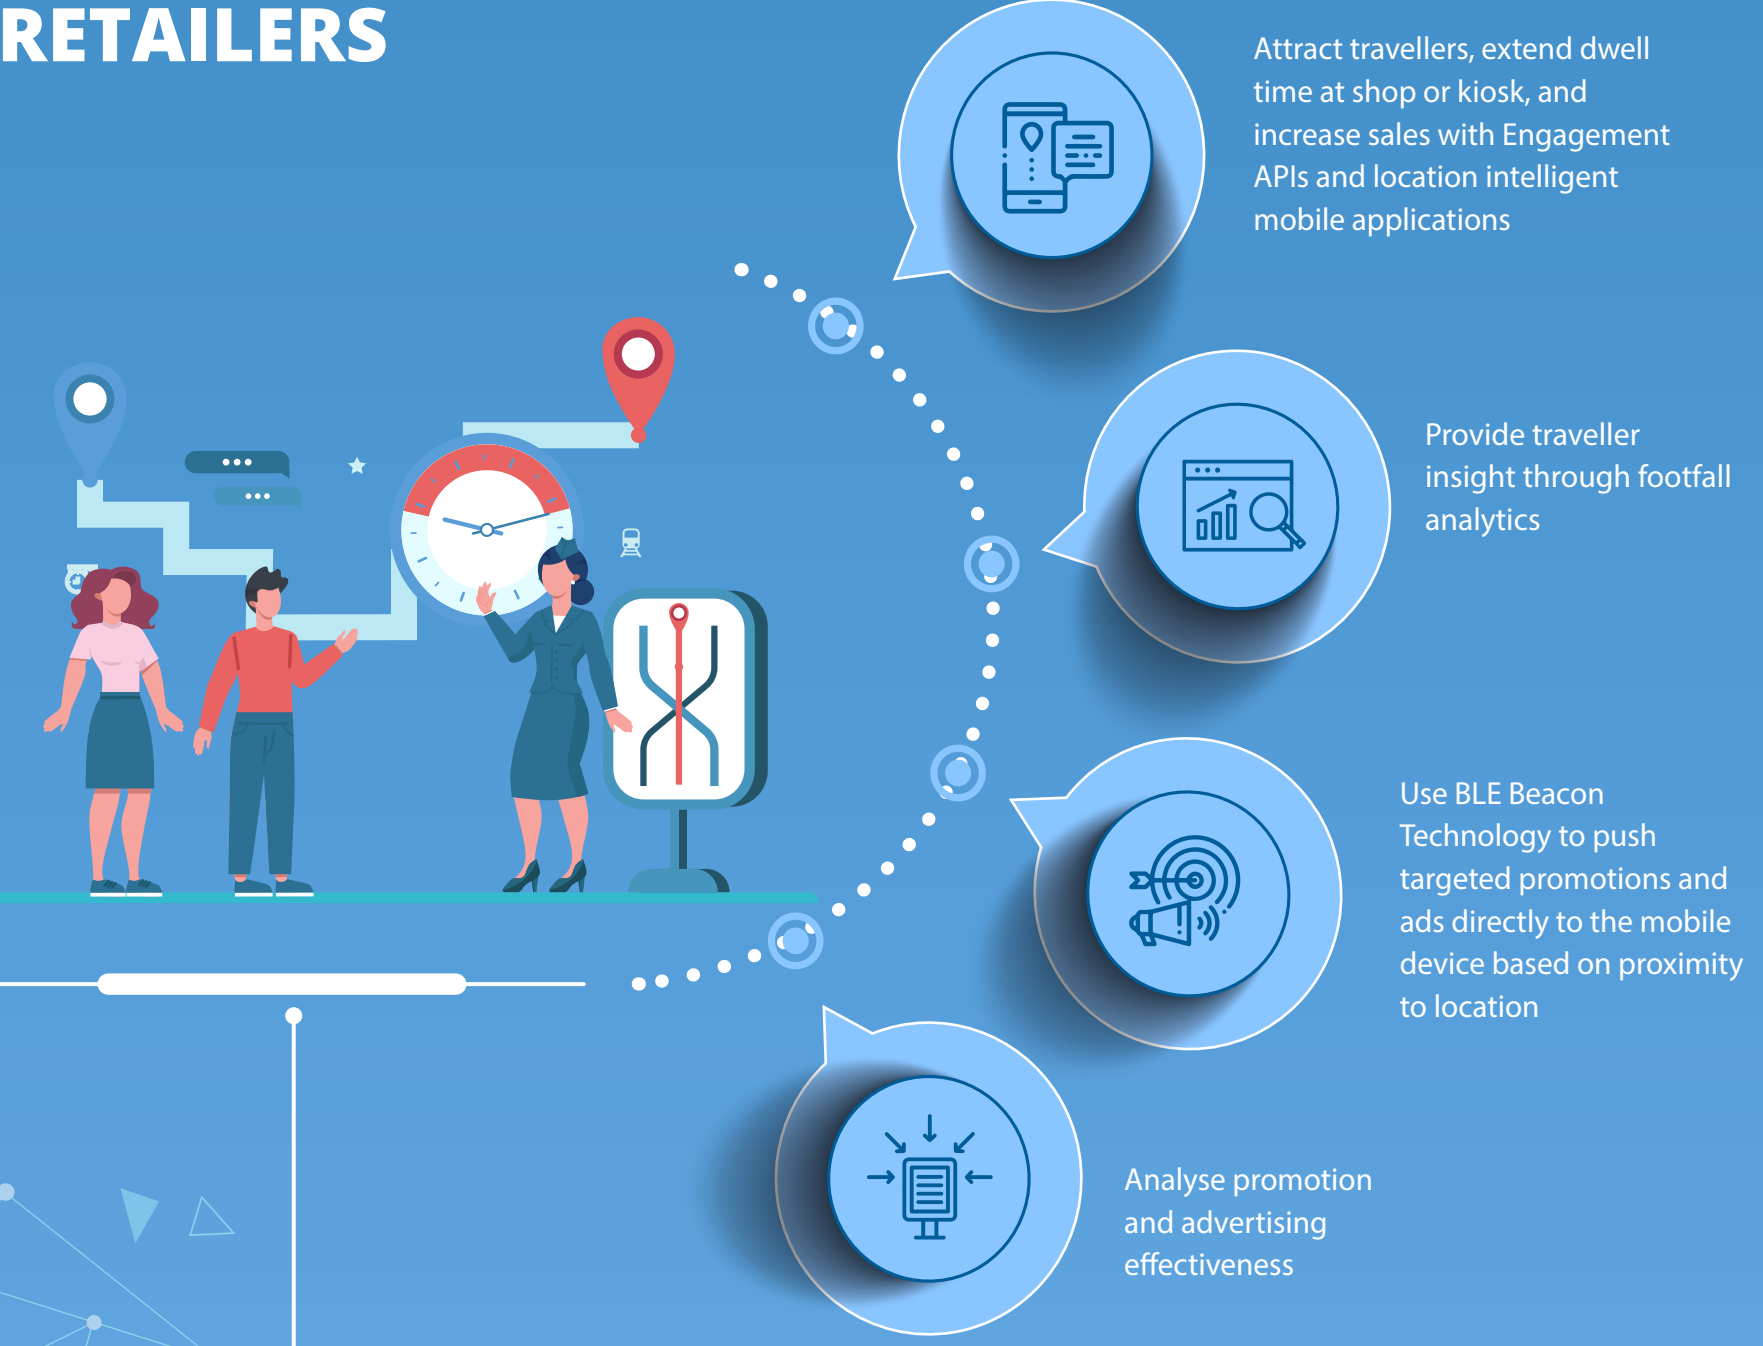 RETAILERS
Attract travellers, extend dwell
time at shop or kiosk, and
increase sales with Engagement
APIs and location intelligent
mobile applications
Provide traveller
insight through footfall
analytics
Use BLE Beacon
Technology to push
targeted promotions and
ads directly to the mobile
device based on proximity
to location
Analyse promotion
and advertising
effectiveness